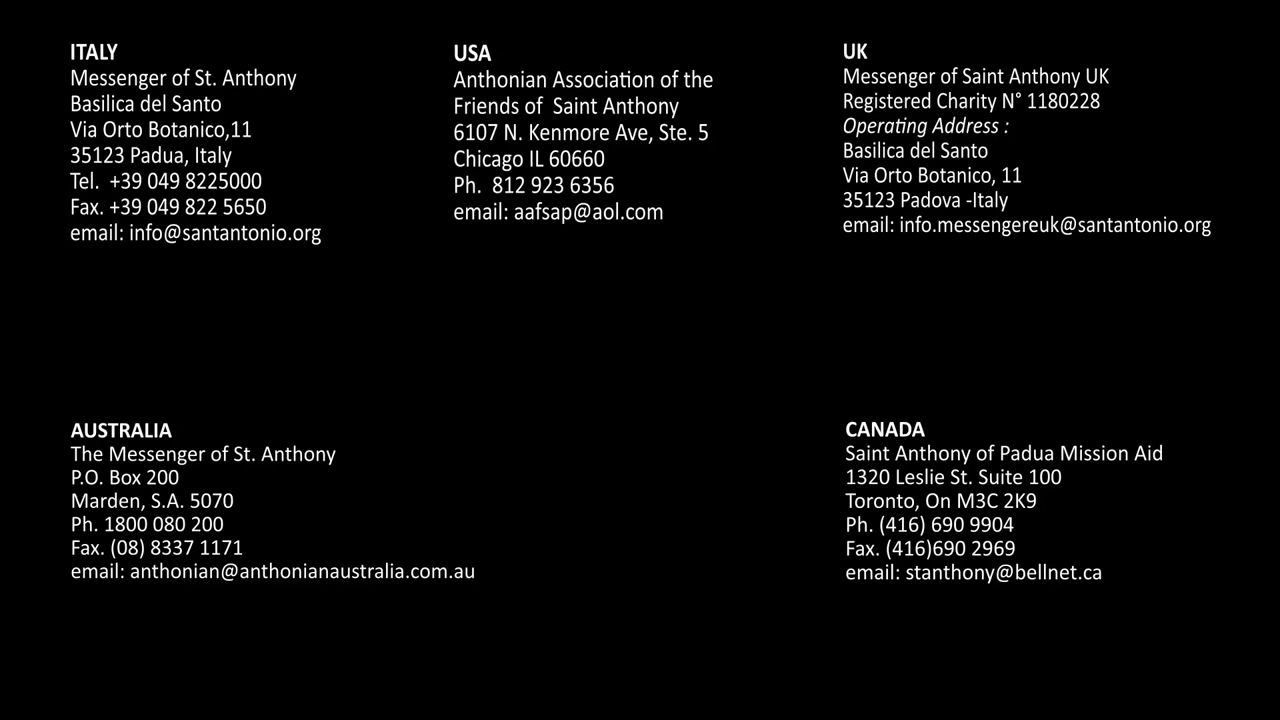 ITALY
Messenger of St. Anthony
Basilica del Santo
Via Orto Botanico,11
35123 Padua, Italy
Tel.  +39 049 8225000
Fax. +39 049 822 5650
email: info@santantonio.org
USA
Anthonian Association of the
Friends of  Saint Anthony
6107 N. Kenmore Ave, Ste. 5
Chicago IL 60660
Ph.  812 923 6356
email: aafsap@aol.com
UK
Messenger of Saint Anthony UK
Registered Charity N° 1180228
Operating Address :
Basilica del Santo
Via Orto Botanico, 11
35123 Padova -Italy
email: info.messengereuk@santantonio.org
AUSTRALIA
The Messenger of St. Anthony
P.O. Box 200
Marden, S.A. 5070
Ph. 1800 080 200
Fax. (08) 8337 1171
email: anthonian@anthonianaustralia.com.au
CANADA
Saint Anthony of Padua Mission Aid
1320 Leslie St. Suite 100
Toronto, On M3C 2K9
Ph. (416) 690 9904
Fax. (416)690 2969
email: stanthony@bellnet.ca